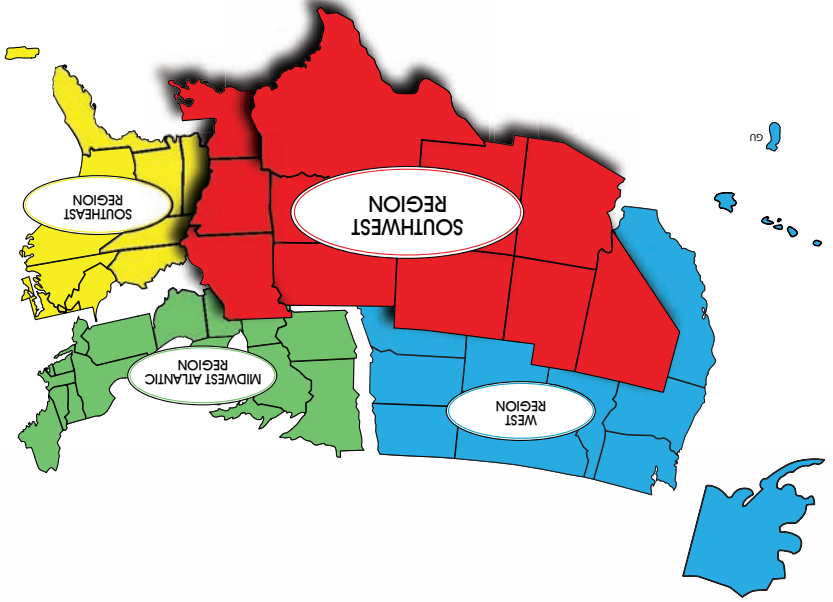 GU
SOUTHEAST
REGION
SOUTHWEST
REGION
MIDWEST ATLANTIC
REGION
WEST
REGION